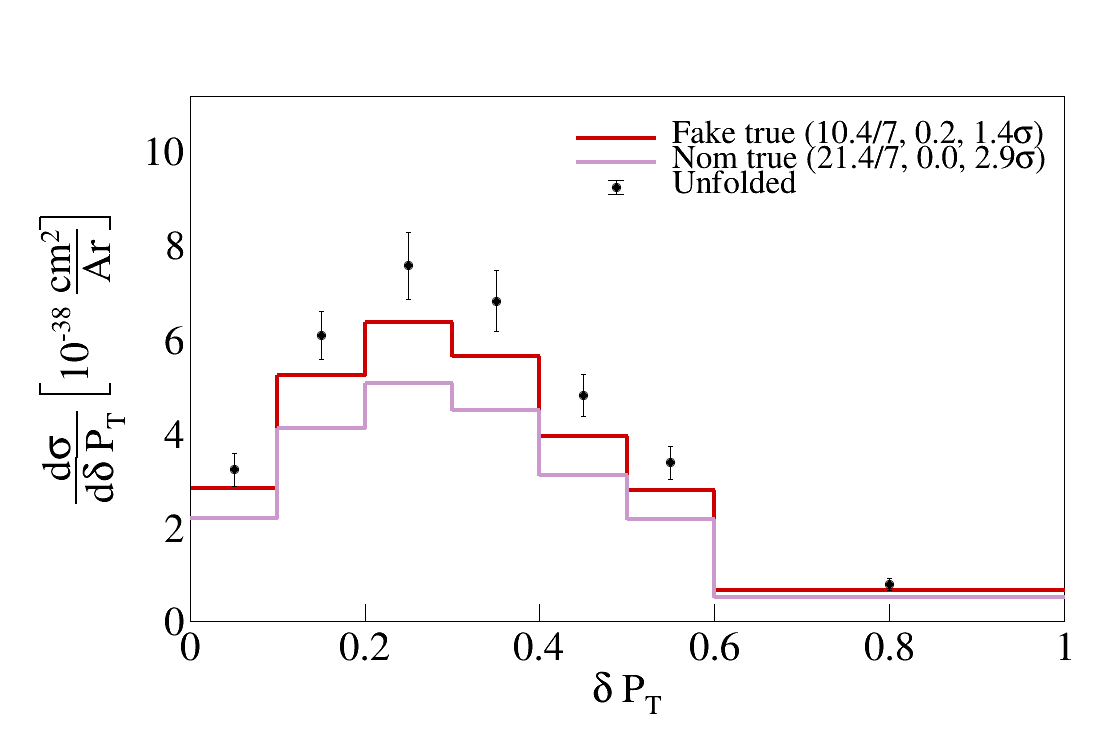 Fake true (10.4/7, 0.2, 1.4σ)
Nom true (21.4/7, 0.0, 2.9σ)
Unfolded
10
8
6
4
2
0
dσ/dδ P_T [10^-38 cm^2/Ar]
0 0.2 0.4 0.6 0.8 1
δ P_T